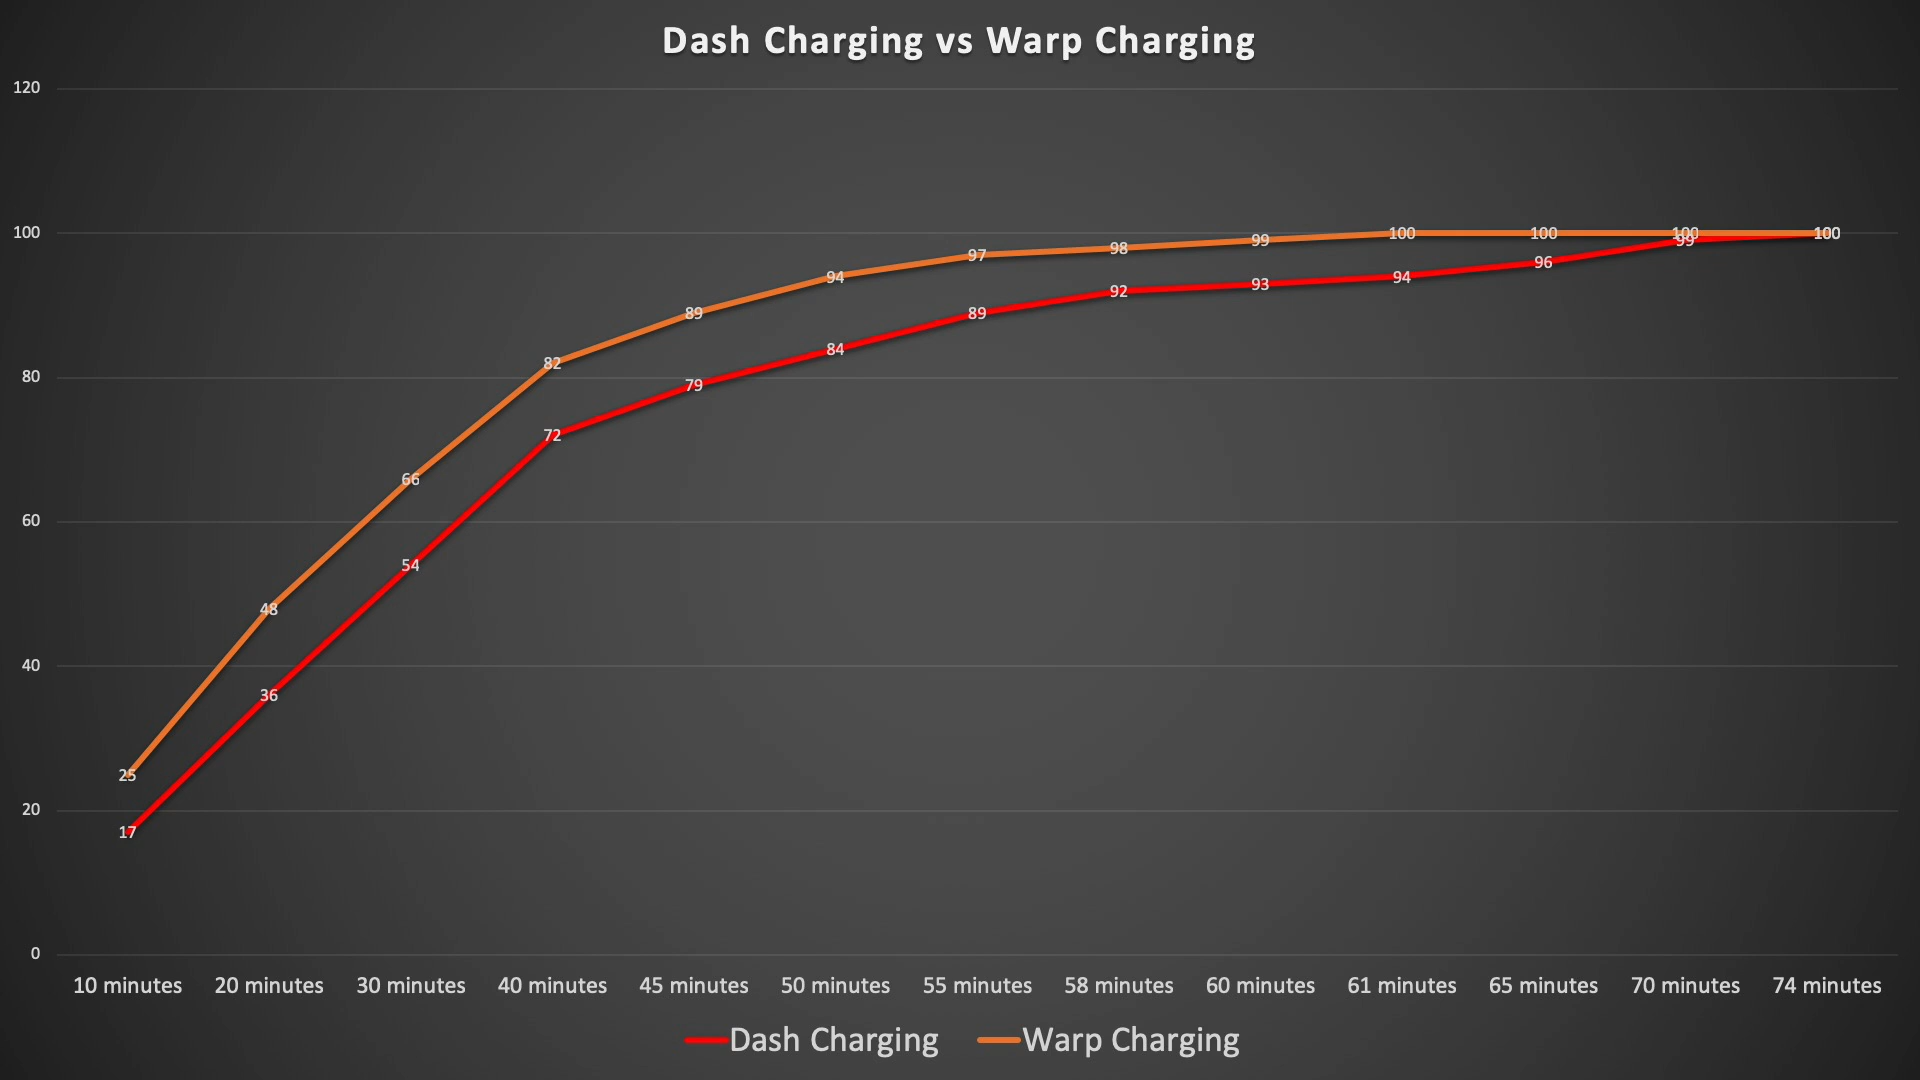 Dash Charging vs Warp Charging
120
100
80
60
40
20
0
25
48
66
82
89
94
97
98
99
100
100
100
100
17
36
54
72
79
84
89
92
93
94
96
99
100
10 minutes
20 minutes
30 minutes
40 minutes
45 minutes
50 minutes
55 minutes
58 minutes
60 minutes
61 minutes
65 minutes
70 minutes
74 minutes
Dash Charging
Warp Charging